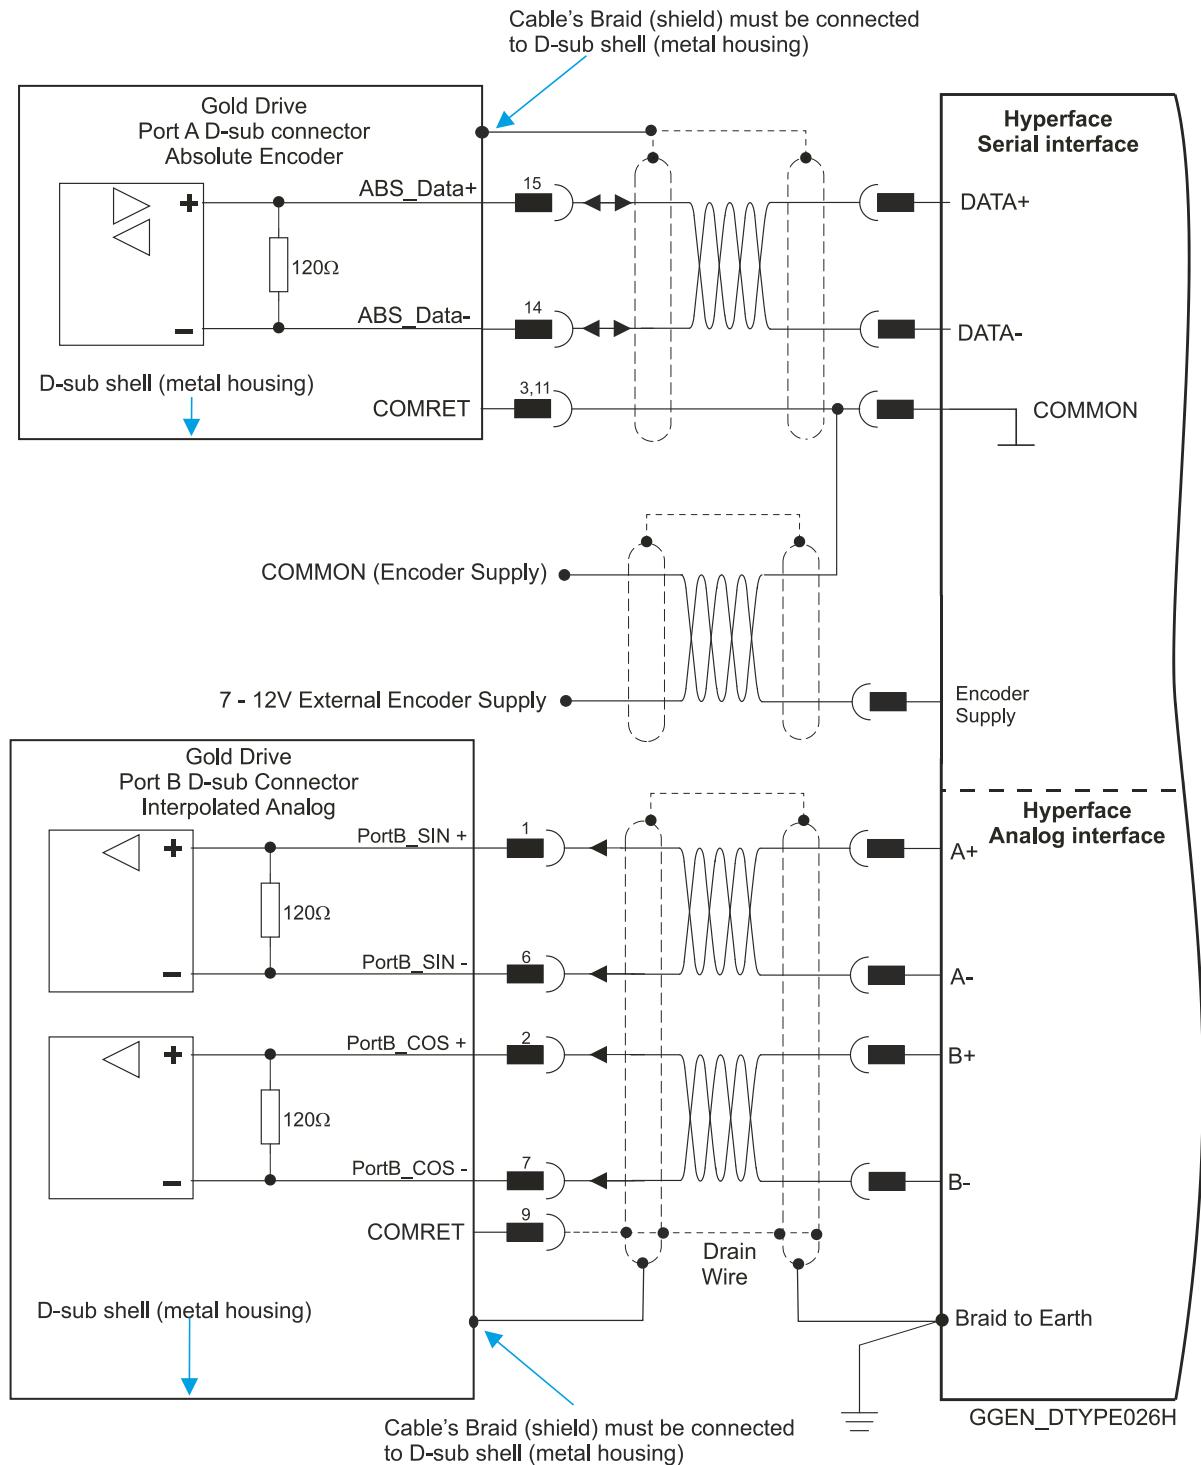 Cable's Braid (shield) must be connected
to D-sub shell (metal housing)
Gold Drive
Port A D-sub connector
Absolute Encoder
Hyperface
Serial interface
+
ABS_Data+
15
DATA+
120Ω
-
ABS_Data-
14
DATA-
D-sub shell (metal housing)
COMRET
3,11
COMMON
COMMON (Encoder Supply)
7 - 12V External Encoder Supply
Encoder
Supply
Gold Drive
Port B D-sub Connector
Interpolated Analog
Hyperface
Analog interface
+
PortB_SIN +
1
A+
120Ω
-
PortB_SIN -
6
A-
+
PortB_COS +
2
B+
120Ω
-
PortB_COS -
7
B-
COMRET
9
Drain
Wire
D-sub shell (metal housing)
Braid to Earth
Cable's Braid (shield) must be connected
to D-sub shell (metal housing)
GGEN_DTYPE026H